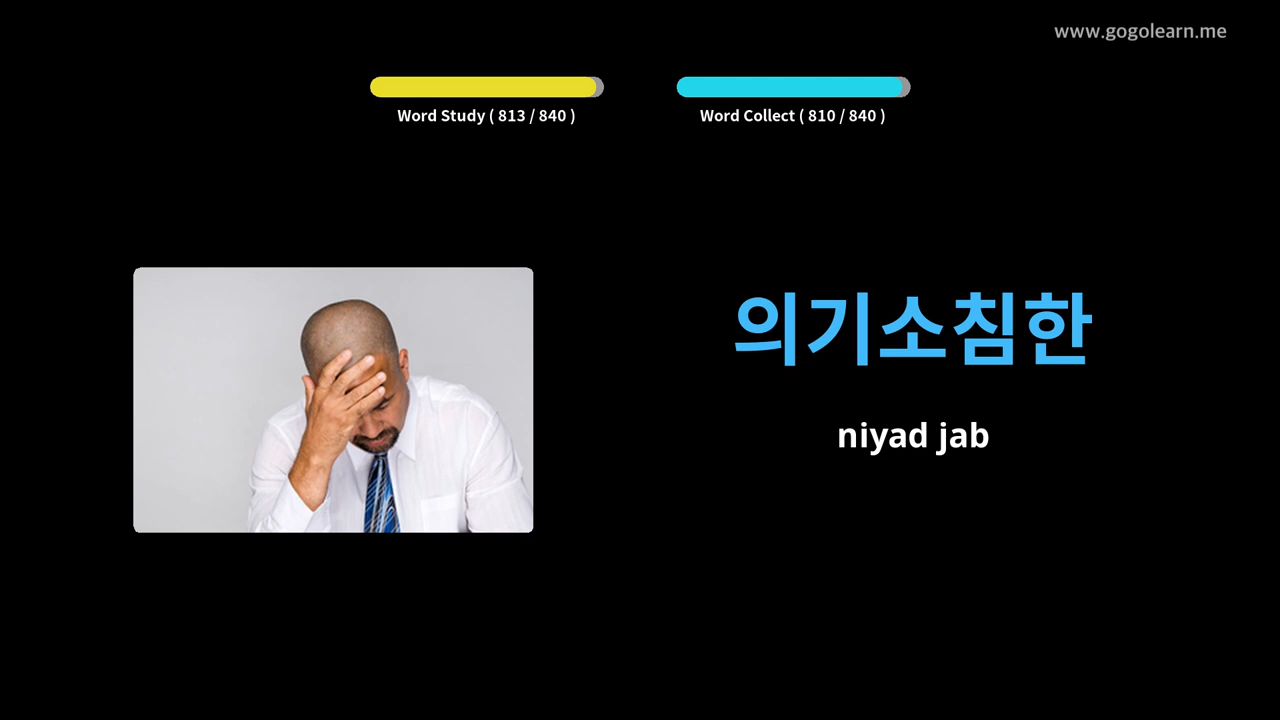 www.gogolearn.me
Word Study ( 813 / 840 )
Word Collect ( 810 / 840 )
의기소침한
niyad jab